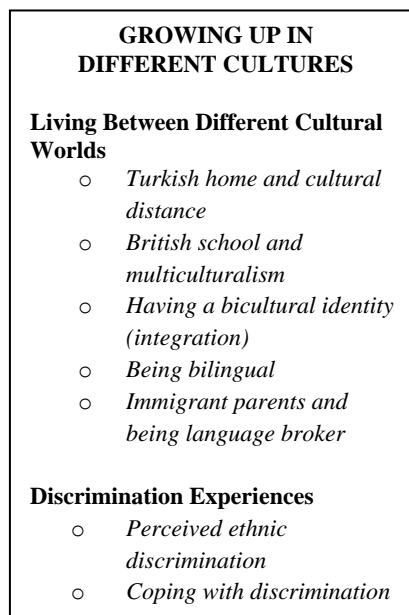 GROWING UP IN
DIFFERENT CULTURES
Living Between Different Cultural
Worlds
o Turkish home and cultural
distance
o British school and
multiculturalism
o Having a bicultural identity
(integration)
o Being bilingual
o Immigrant parents and
being language broker
Discrimination Experiences
o Perceived ethnic
discrimination
o Coping with discrimination